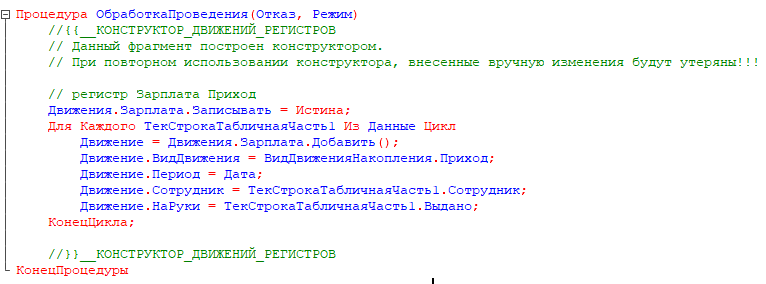 Процедура ОбработкаПроведения(Отказ, Режим)
//{{__КОНСТРУКТОР_ДВИЖЕНИЙ_РЕГИСТРОВ
// Данный фрагмент построен конструктором.
// При повторном использовании конструктора, внесенные вручную изменения будут утеряны!!!
// регистр Зарплата Приход
Движения.Зарплата.Записывать = Истина;
Для Каждого ТекСтрокаТабличнаяЧасть1 Из Данные Цикл
Движение = Движения.Зарплата.Добавить();
Движение.ВидДвижения = ВидДвиженияНакопления.Приход;
Движение.Период = Дата;
Движение.Сотрудник = ТекСтрокаТабличнаяЧасть1.Сотрудник;
Движение.НаРуки = ТекСтрокаТабличнаяЧасть1.Выдано;
КонецЦикла;
//}}__КОНСТРУКТОР_ДВИЖЕНИЙ_РЕГИСТРОВ
КонецПроцедуры